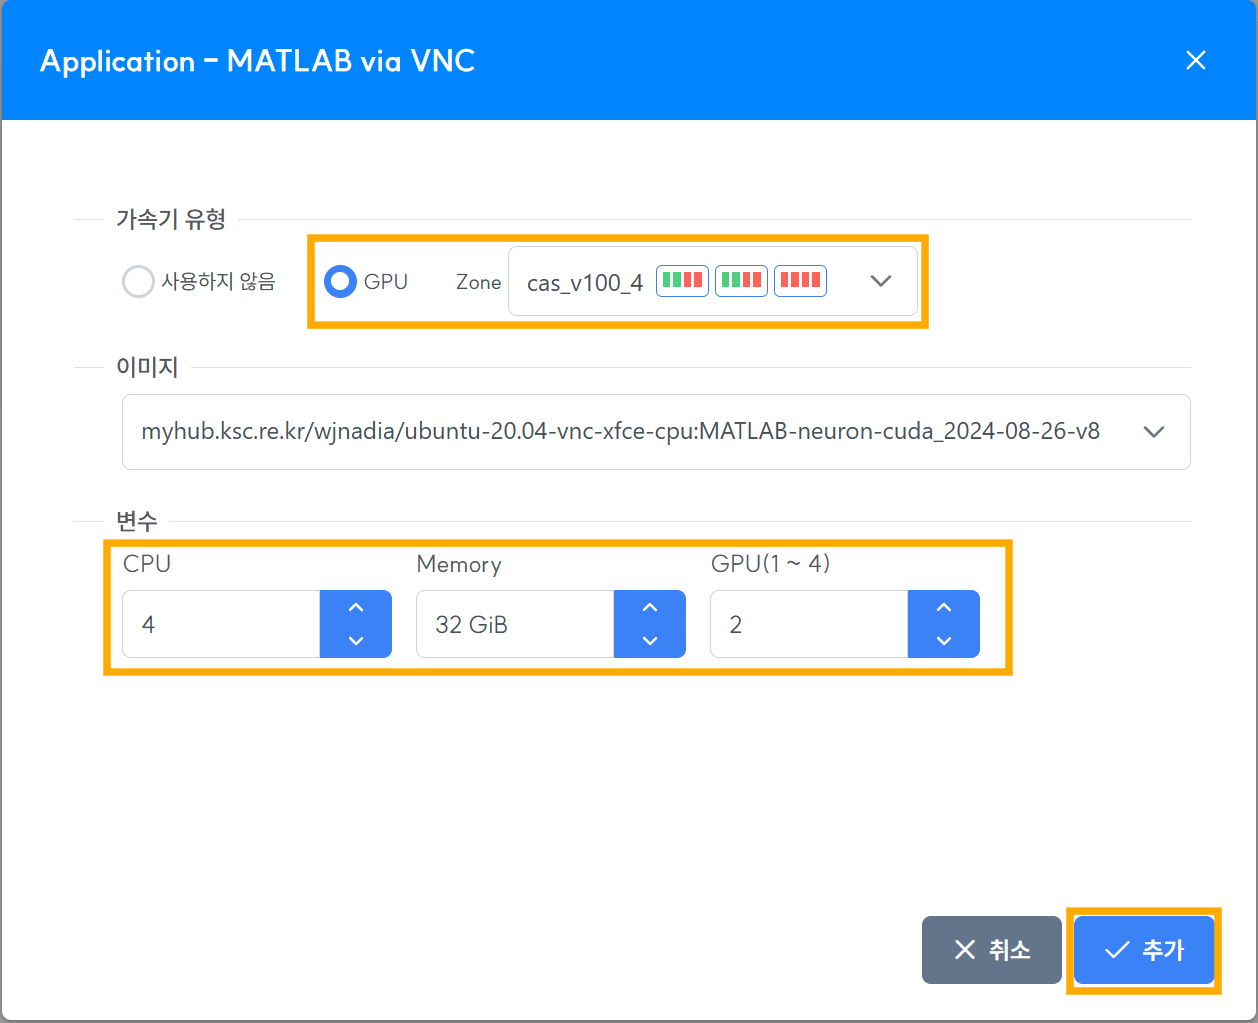 Application – MATLAB via VNC
가속기 유형
사용하지 않음 GPU Zone cas_v100_4
이미지
myhub.ksc.re.kr/wjnadia/ubuntu-20.04-vnc-xfce-cpu:MATLAB-neuron-cuda_2024-08-26-v8
변수
CPU Memory GPU(1 ~ 4)
4 32 GiB 2
취소 추가